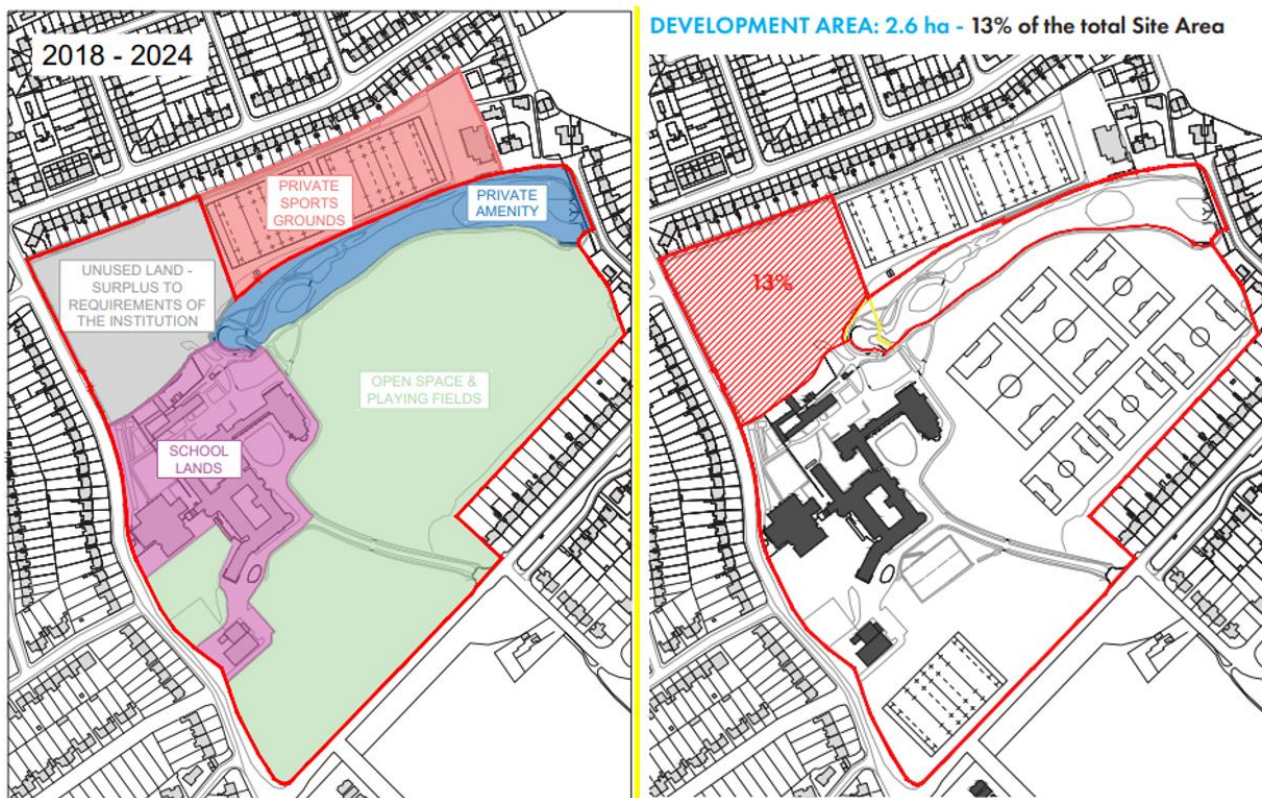 2018 - 2024
PRIVATE
SPORTS
GROUNDS
PRIVATE
AMENITY
UNUSED LAND -
SURPLUS TO
REQUIREMENTS OF
THE INSTITUTION
OPEN SPACE &
PLAYING FIELDS
SCHOOL
LANDS
DEVELOPMENT AREA: 2.6 ha - 13% of the total Site Area
13%